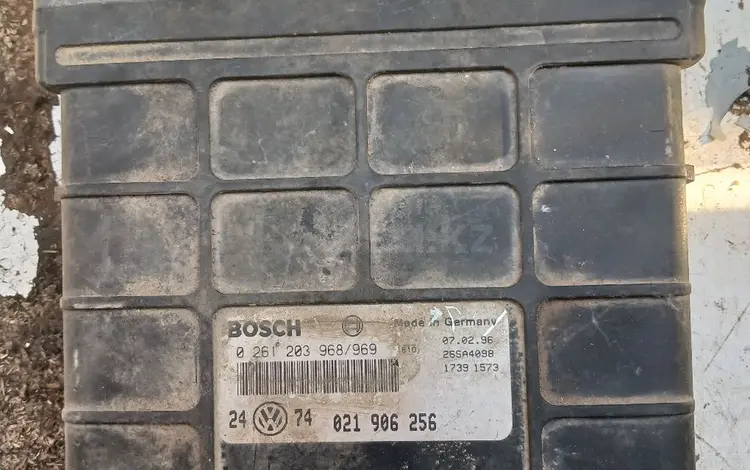 BOSCH Made in Germany
0 261 203 968/969 1610 07.02.96
26SA4098
1739 1573
24 74 021 906 256